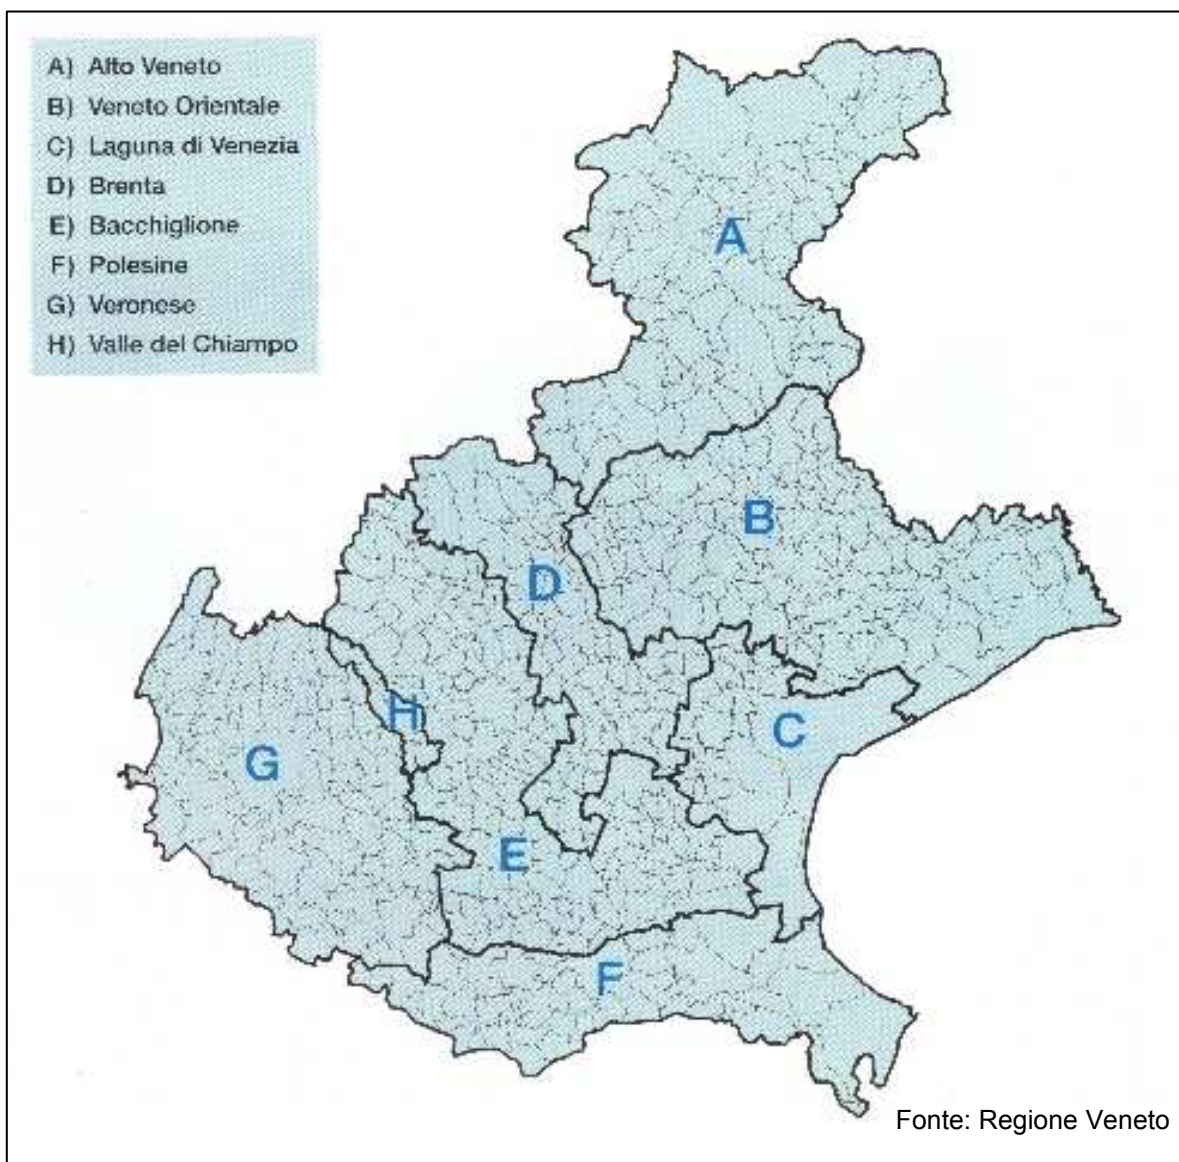 A) Alto Veneto
B) Veneto Orientale
C) Laguna di Venezia
D) Brenta
E) Bacchiglione
F) Polesine
G) Veronese
H) Valle del Chiampo
A
B
D
H
C
G
E
F
Fonte: Regione Veneto